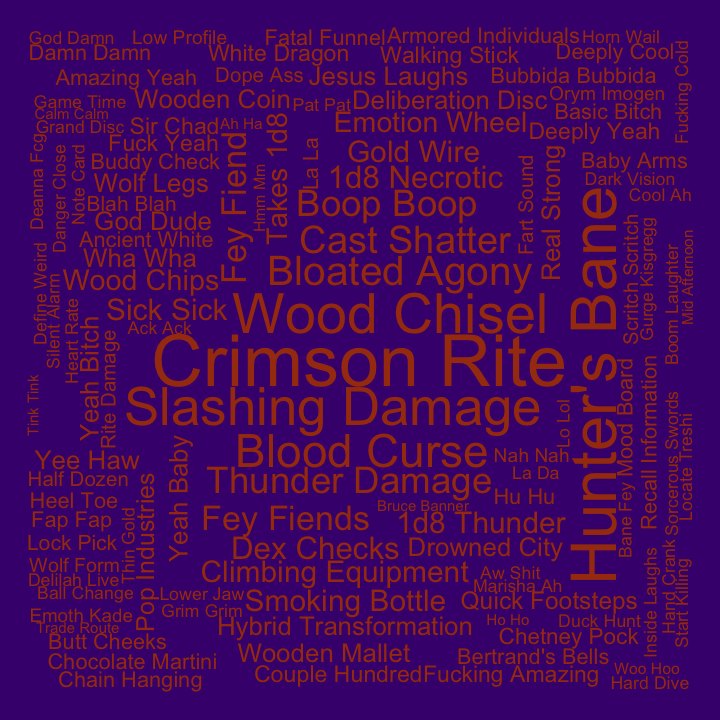 God Damn
Low Profile
Fatal Funnel
Armored Individuals
Horn Wail
Damn Damn
White Dragon
Walking Stick
Deeply Cool
Fucking Cold
Amazing Yeah
Dope Ass
Jesus Laughs
Bubbida Bubbida
Game Time
Wooden Coin
Pat Pat
Deliberation Disc
Orym Imogen
Calm Calm
Basic Bitch
Grand Disc
Sir Chad
Ah Ha
Takes 1d8
Emotion Wheel
Deeply Yeah
Deanna Fcg
Danger Close
Note Card
Fuck Yeah
Fey Fiend
Hmm Mm
La La
Gold Wire
Fart Sound
Real Strong
Baby Arms
Buddy Check
Wolf Legs
1d8 Necrotic
Dark Vision
Blah Blah
Boop Boop
Cool Ah
God Dude
Hunter's Bane
Scritch Scritch
Gurge Kisgregg
Boom Laughter
Mid Afternoon
Ancient White
Cast Shatter
Wha Wha
Define Weird
Silent Alarm
Wood Chips
Bloated Agony
Heart Rate
Sick Sick
Wood Chisel
Yeah Bitch
Rite Damage
Ack Ack
Crimson Rite
Tink Tink
Slashing Damage
Lo Lol
Bane Fey
Mood Board
Recall Information
Sorcerous Swords
Locate Treshi
Yee Haw
Yeah Baby
Blood Curse
Nah Nah
Half Dozen
Thunder Damage
La Da
Heel Toe
Thin Gold
Pop Industries
Bruce Banner
Hu Hu
Fap Fap
Fey Fiends
1d8 Thunder
Lock Pick
Dex Checks
Drowned City
Wolf Form
Climbing Equipment
Aw Shit
Inside Laughs
Hand Crank
Start Killing
Delilah Live
Marisha Ah
Ball Change
Lower Jaw
Smoking Bottle
Quick Footsteps
Emoth Kade
Grim Grim
Ho Ho
Duck Hunt
Trade Route
Hybrid Transformation
Chetney Pock
Butt Cheeks
Wooden Mallet
Bertrand's Bells
Chocolate Martini
Woo Hoo
Chain Hanging
Couple Hundred
Fucking Amazing
Hard Dive